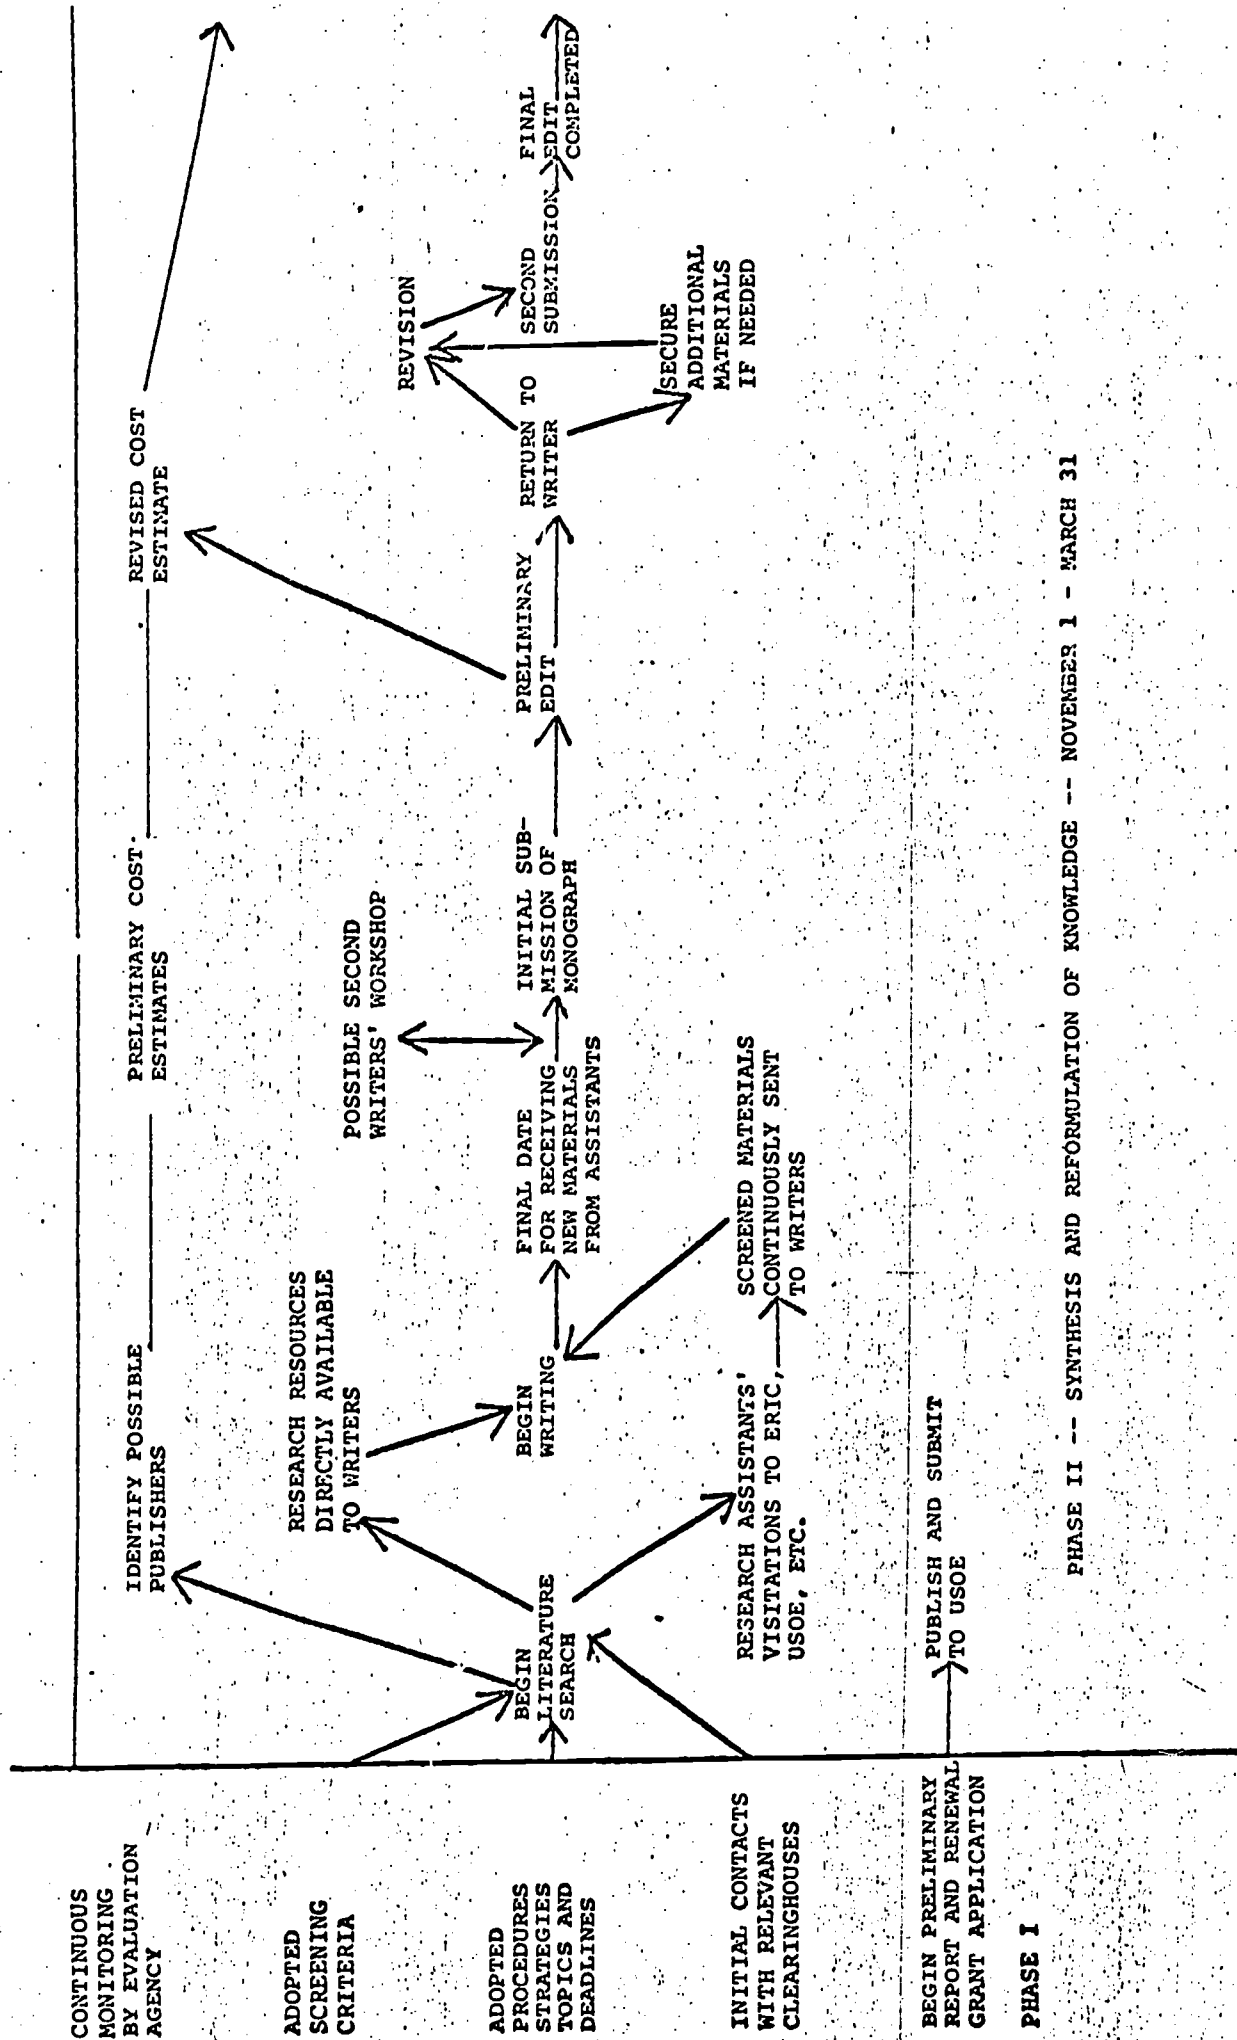 CONTINUOUS
MONITORING
BY EVALUATION
AGENCY
ADOPTED
SCREENING
CRITERIA
ADOPTED
PROCEDURES
STRATEGIES
TOPICS AND
DEADLINES
INITIAL CONTACTS
WITH RELEVANT
CLEARINGHOUSES
BEGIN PRELIMINARY
REPORT AND RENEWAL
GRANT APPLICATION
PHASE I
IDENTIFY POSSIBLE
PUBLISHERS
PRELIMINARY COST
ESTIMATES
REVISED COST
ESTIMATE
RESEARCH RESOURCES
DIRECTLY AVAILABLE
TO WRITERS
POSSIBLE SECOND
WRITERS' WORKSHOP
REVISION
BEGIN
LITERATURE
SEARCH
BEGIN
WRITING
FINAL DATE
FOR RECEIVING
NEW MATERIALS
FROM ASSISTANTS
INITIAL SUB-
MISSION OF
MONOGRAPH
PRELIMINARY
EDIT
RETURN TO
WRITER
SECOND
SUBMISSION
FINAL
EDIT
COMPLETED
SECURE
ADDITIONAL
MATERIALS
IF NEEDED
RESEARCH ASSISTANTS'
VISITATIONS TO ERIC,
USOE, ETC.
SCREENED MATERIALS
CONTINUOUSLY SENT
TO WRITERS
PUBLISH AND SUBMIT
TO USOE
PHASE II -- SYNTHESIS AND REFORMULATION OF KNOWLEDGE -- NOVEMBER 1 - MARCH 31